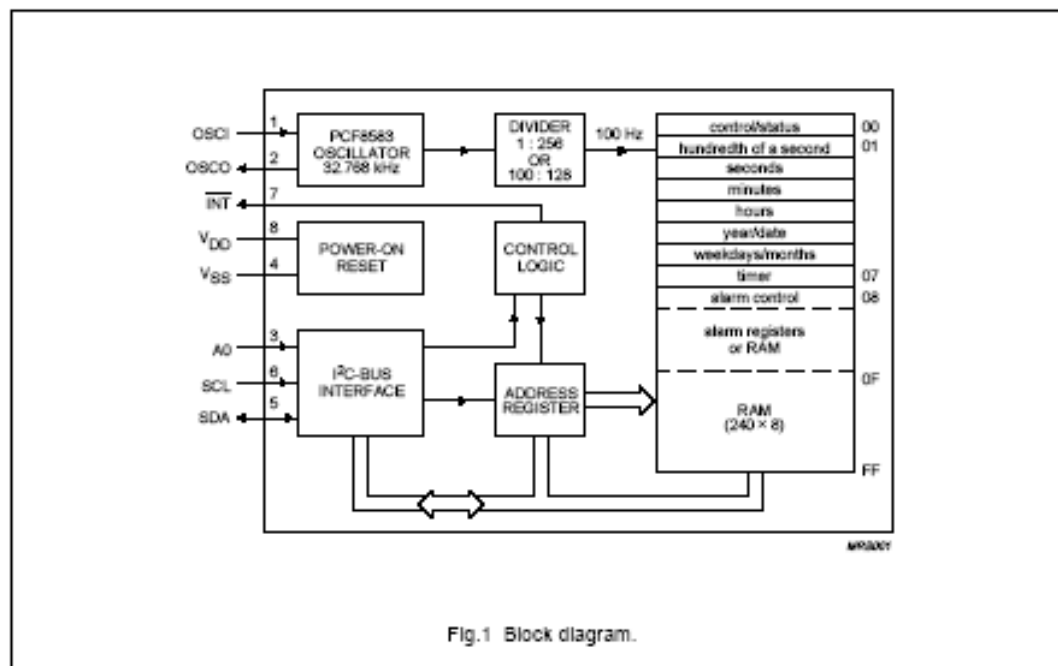 OSCI
1
OSCO
2
INT
7
VDD
8
VSS
4
A0
3
SCL
6
SDA
5
PCF8583
OSCILLATOR
32.768 kHz
DIVIDER
1 : 256
OR
100 : 128
100 Hz
POWER-ON
RESET
CONTROL
LOGIC
I²C-BUS
INTERFACE
ADDRESS
REGISTER
control/status
00
hundredth of a second
01
seconds
minutes
hours
year/date
weekdays/months
timer
07
alarm control
08
alarm registers
or RAM
0F
RAM
(240 × 8)
FF
MRB001
Fig.1 Block diagram.